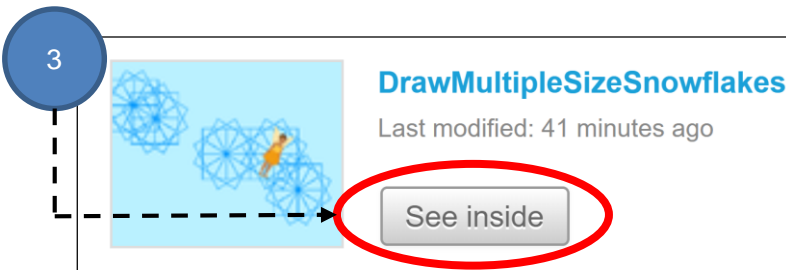 3
DrawMultipleSizeSnowflakes
Last modified: 41 minutes ago
See inside